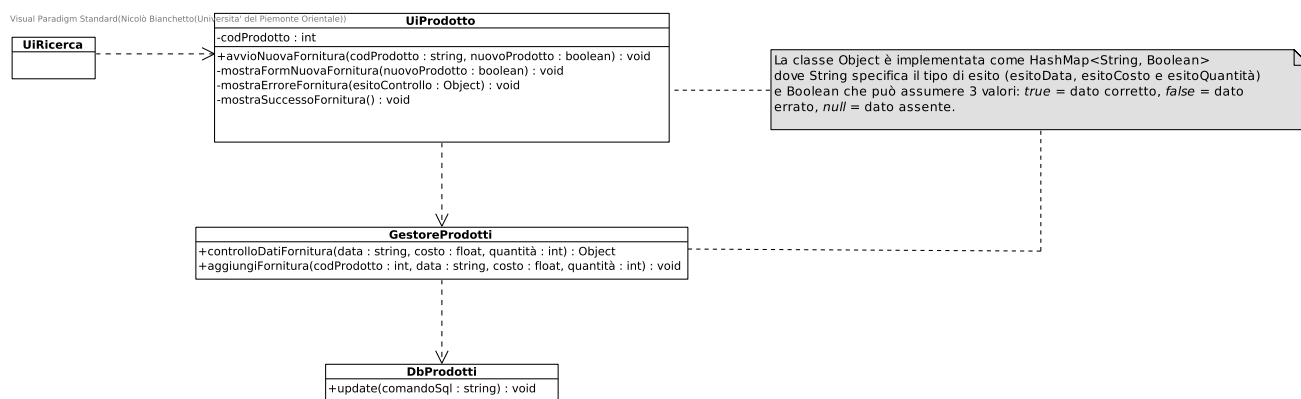 Visual Paradigm Standard(Nicolò Bianchetto(Universita' del Piemonte Orientale))
UiRicerca
UiProdotto
-codProdotto : int
+avvioNuovaFornitura(codProdotto : string, nuovoProdotto : boolean) : void
-mostraFormNuovaFornitura(nuovoProdotto : boolean) : void
-mostraErroreFornitura(esitoControllo : Object) : void
-mostraSuccessoFornitura() : void
La classe Object è implementata come HashMap<String, Boolean>
dove String specifica il tipo di esito (esitoData, esitoCosto e esitoQuantità)
e Boolean che può assumere 3 valori: true = dato corretto, false = dato
errato, null = dato assente.
GestoreProdotti
+controlloDatiFornitura(data : string, costo : float, quantità : int) : Object
+aggiungiFornitura(codProdotto : int, data : string, costo : float, quantità : int) : void
DbProdotti
+update(comandoSql : string) : void